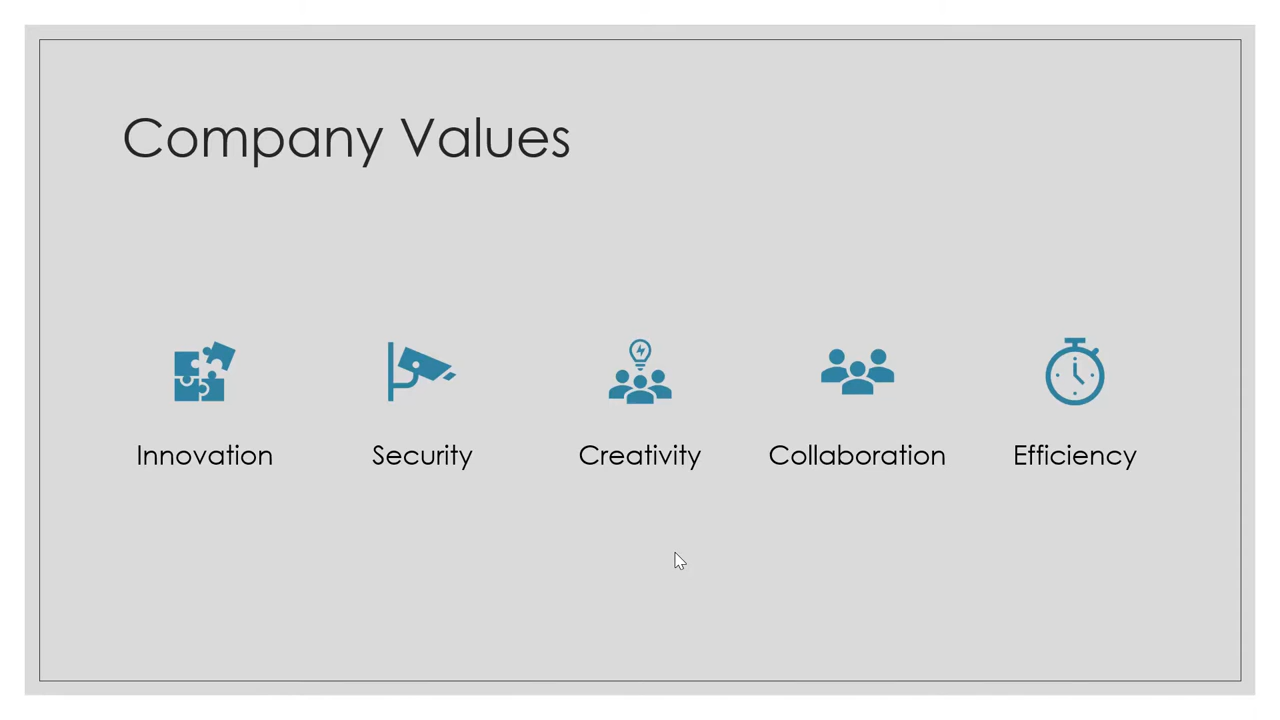 Company Values
Innovation
Security
Creativity
Collaboration
Efficiency